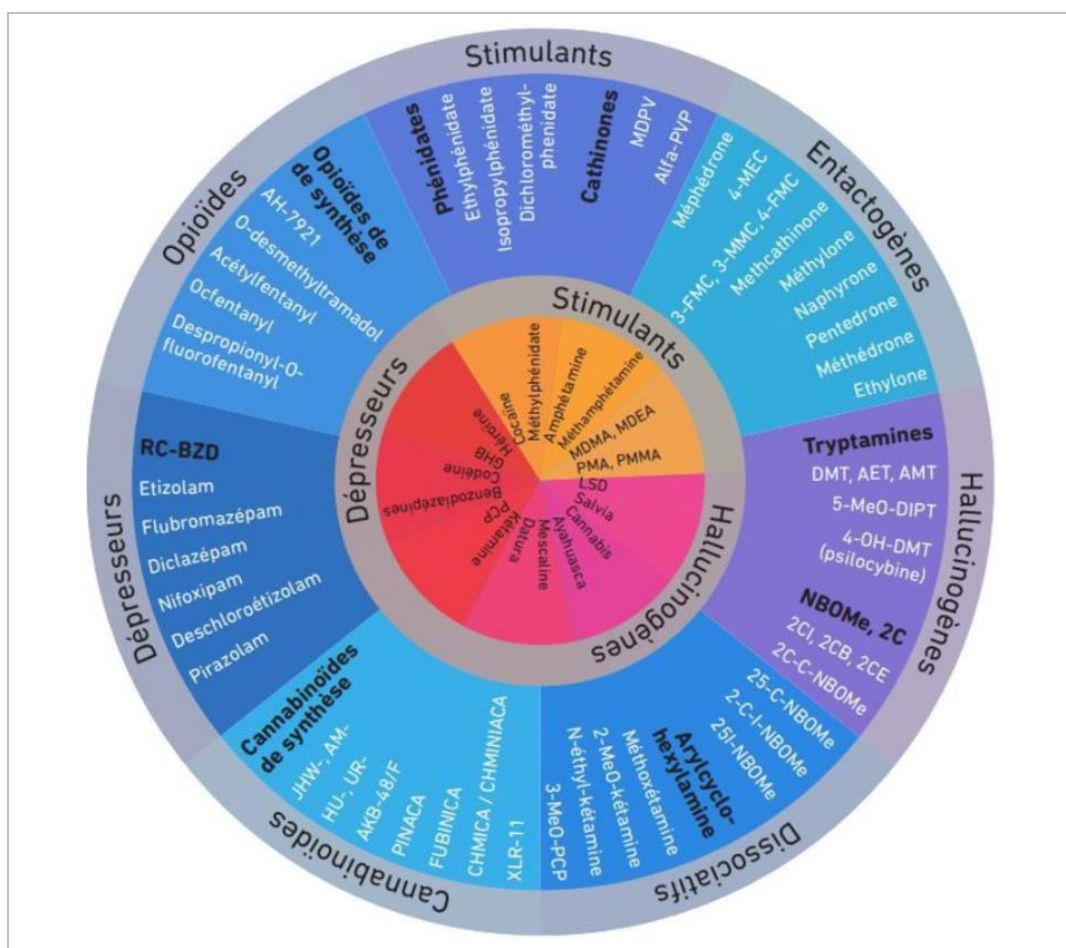 Stimulants
Phénidates
Ethylphénidate
Isopropylphénidate
Dichlorométhyl-
phenidate
Cathinones
MDPV
Alfa-PVP
Entactogènes
Méphédrone
4-MEC
3-FMC, 3-MMC, 4-FMC
Methcathinone
Méthylone
Naphyrone
Pentedrone
Méthédrone
Ethylone
Hallucinogènes
Tryptamines
DMT, AET, AMT
5-MeO-DIPT
4-OH-DMT
(psilocybine)
NBOMe, 2C
2CI, 2CB, 2CE
2C-C-NBOMe
Dissociatifs
25-C-NBOMe
2-C-I-NBOMe
25I-NBOMe
Arylcyclo-
hexylamine
Méthoxétamine
2-MeO-kétamine
N-éthyl-kétamine
3-MeO-PCP
Cannabinoïdes
Cannabinoïdes
de synthèse
JHW-, AM-
HU-, UR-
AKB-48/F
PINACA
FUBINICA
CHMICA / CHMINIACA
XLR-11
Dépresseurs
RC-BZD
Etizolam
Flubromazépam
Diclazépam
Nifoxipam
Deschloroétizolam
Pirazolam
Opioïdes
Opioïdes de
de synthèse
AH-7921
O-desmethyltramadol
Acétylfentanyl
Ocfentanyl
Despropionyl-O-
fluorofentanyl
Stimulants
Cocaïne
Méthylphénidate
Amphétamine
Méthamphétamine
MDMA, MDEA
PMA, PMMA
Hallucinogènes
LSD
Salvia
Cannabis
Ayahuasca
Mescaline
Datura
Kétamine
PCP
Dépresseurs
Benzodiazépines
Codéine
GHB
Héroïne